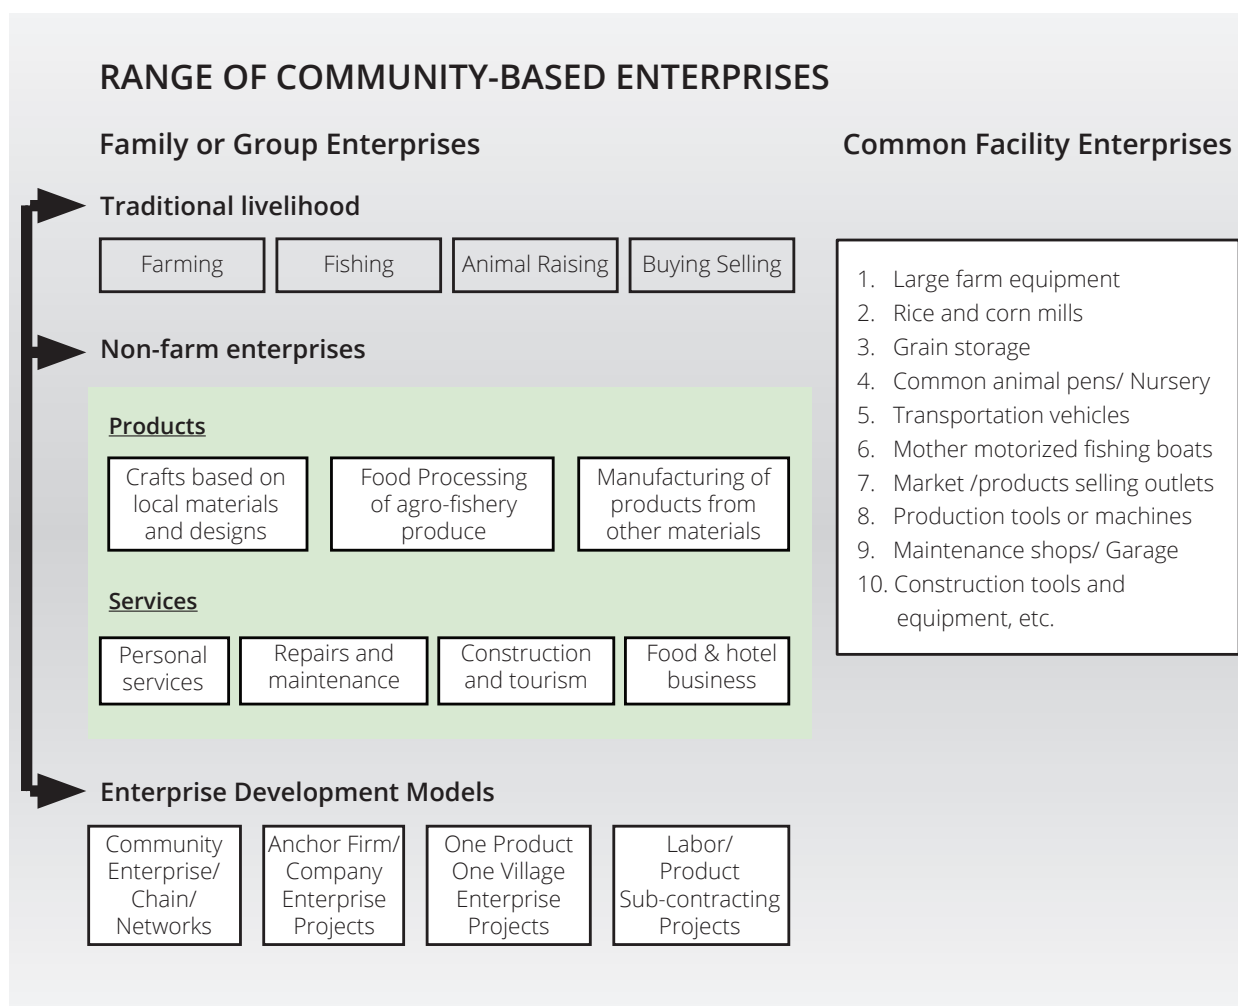 RANGE OF COMMUNITY-BASED ENTERPRISES
Family or Group Enterprises
Traditional livelihood
Farming
Fishing
Animal Raising
Buying Selling
Non-farm enterprises
Products
Crafts based on
local materials
and designs
Food Processing
of agro-fishery
produce
Manufacturing of
products from
other materials
Services
Personal
services
Repairs and
maintenance
Construction
and tourism
Food & hotel
business
Enterprise Development Models
Community
Enterprise/
Chain/
Networks
Anchor Firm/
Company
Enterprise
Projects
One Product
One Village
Enterprise
Projects
Labor/
Product
Sub-contracting
Projects
Common Facility Enterprises
1. Large farm equipment
2. Rice and corn mills
3. Grain storage
4. Common animal pens/ Nursery
5. Transportation vehicles
6. Mother motorized fishing boats
7. Market /products selling outlets
8. Production tools or machines
9. Maintenance shops/ Garage
10. Construction tools and
equipment, etc.